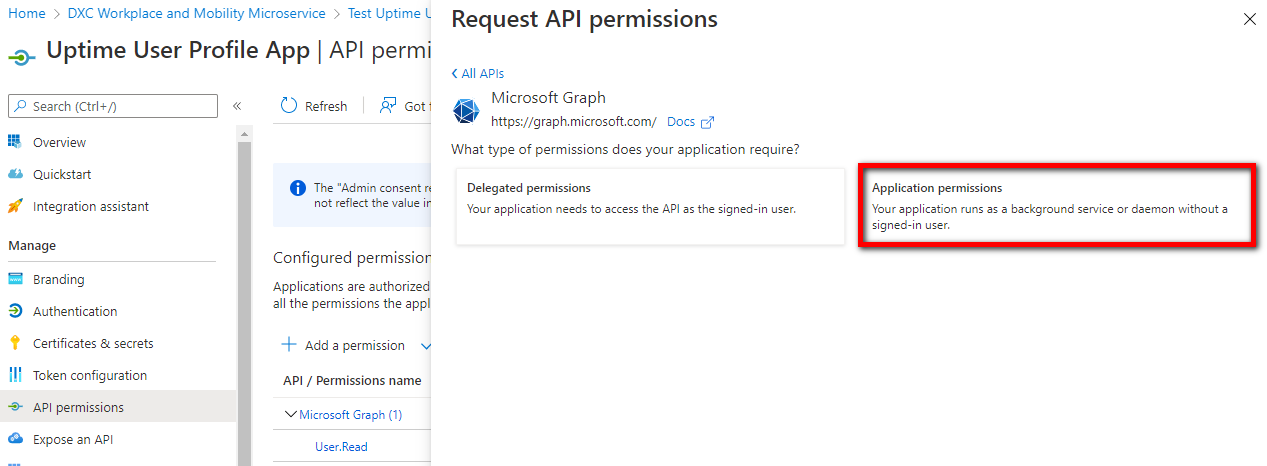 Home > DXC Workplace and Mobility Microservice > Test Uptime U
Uptime User Profile App | API permi
Search (Ctrl+/)
«
Overview
Quickstart
Integration assistant
Manage
Branding
Authentication
Certificates & secrets
Token configuration
API permissions
Expose an API
Refresh
Got f
The "Admin consent re
not reflect the value in
Configured permission
Applications are authorized
all the permissions the appl
Add a permission
API / Permissions name
Microsoft Graph (1)
User.Read
Request API permissions
All APIs
Microsoft Graph
https://graph.microsoft.com/ Docs
What type of permissions does your application require?
Delegated permissions
Your application needs to access the API as the signed-in user.
Application permissions
Your application runs as a background service or daemon without a
signed-in user.